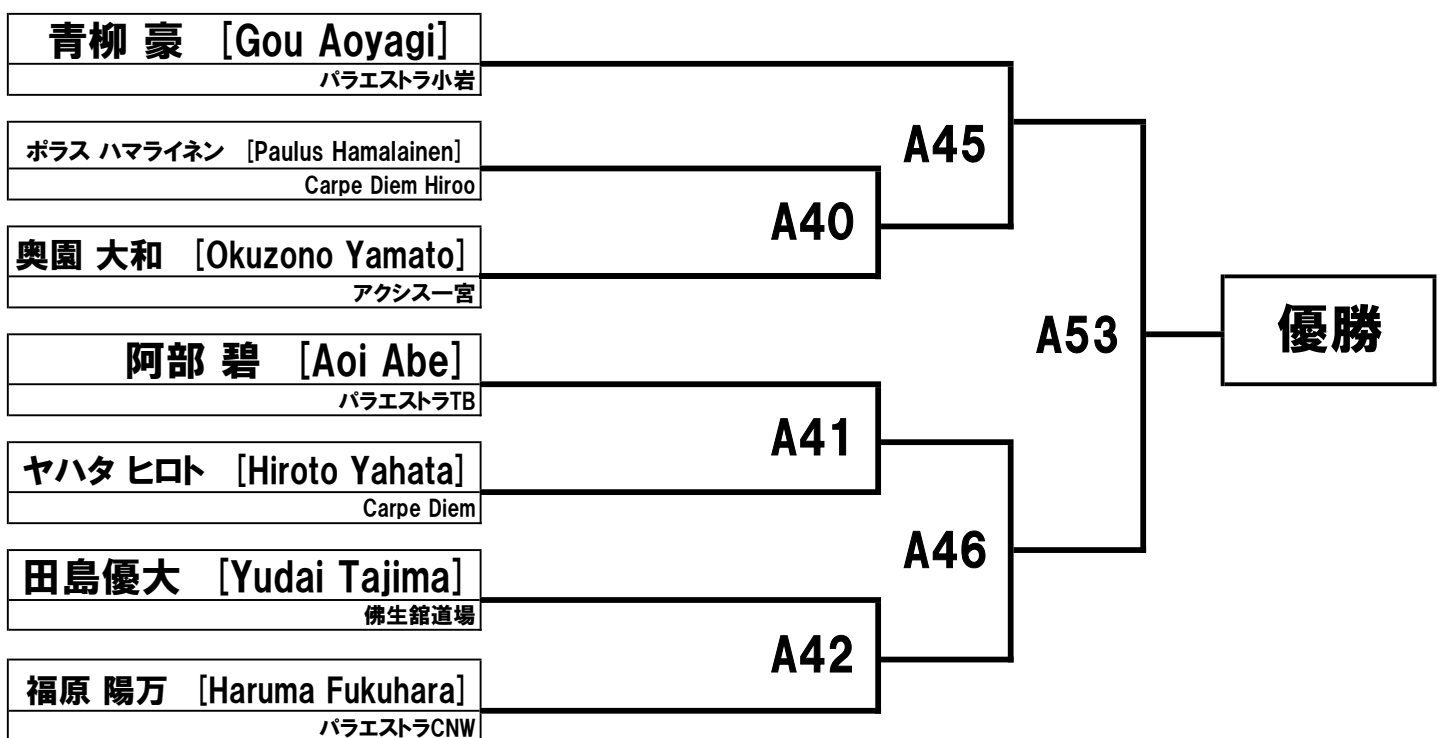 青柳 豪 [Gou Aoyagi]
パラエストラ小岩
ポラス ハマライネン [Paulus Hamalainen]
Carpe Diem Hiroo
奥園 大和 [Okuzono Yamato]
アクシス一宮
阿部 碧 [Aoi Abe]
パラエストラTB
ヤハタ ヒロト [Hiroto Yahata]
Carpe Diem
田島優大 [Yudai Tajima]
佛生舘道場
福原 陽万 [Haruma Fukuhara]
パラエストラCNW
A40
A41
A42
A45
A46
A53
優勝